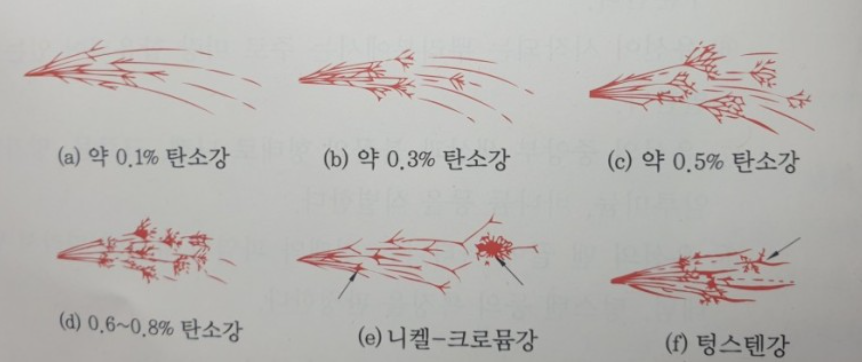 (a) 약 0.1% 탄소강
(b) 약 0.3% 탄소강
(c) 약 0.5% 탄소강
(d) 0.6~0.8% 탄소강
(e) 니켈-크로뮴강
(f) 텅스텐강